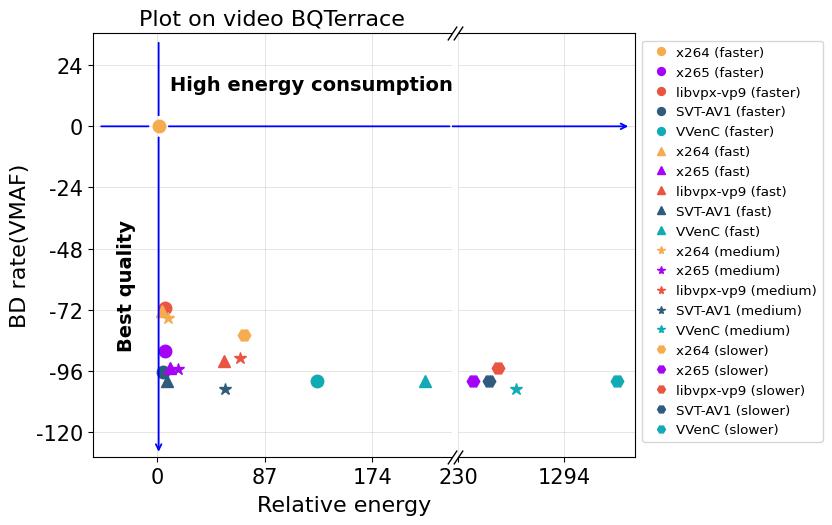 Plot on video BQTerrace
High energy consumption
Best quality
BD rate(VMAF)
24
0
-24
-48
-72
-96
-120
0
87
174
230
1294
Relative energy
x264 (faster)
x265 (faster)
libvpx-vp9 (faster)
SVT-AV1 (faster)
VVenC (faster)
x264 (fast)
x265 (fast)
libvpx-vp9 (fast)
SVT-AV1 (fast)
VVenC (fast)
x264 (medium)
x265 (medium)
libvpx-vp9 (medium)
SVT-AV1 (medium)
VVenC (medium)
x264 (slower)
x265 (slower)
libvpx-vp9 (slower)
SVT-AV1 (slower)
VVenC (slower)